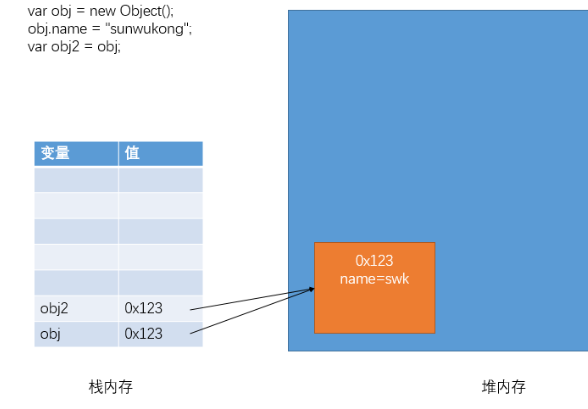 var obj = new Object();
obj.name = "sunwukong";
var obj2 = obj;
变量 值
obj2 0x123
obj 0x123
0x123
name=swk
栈内存
堆内存